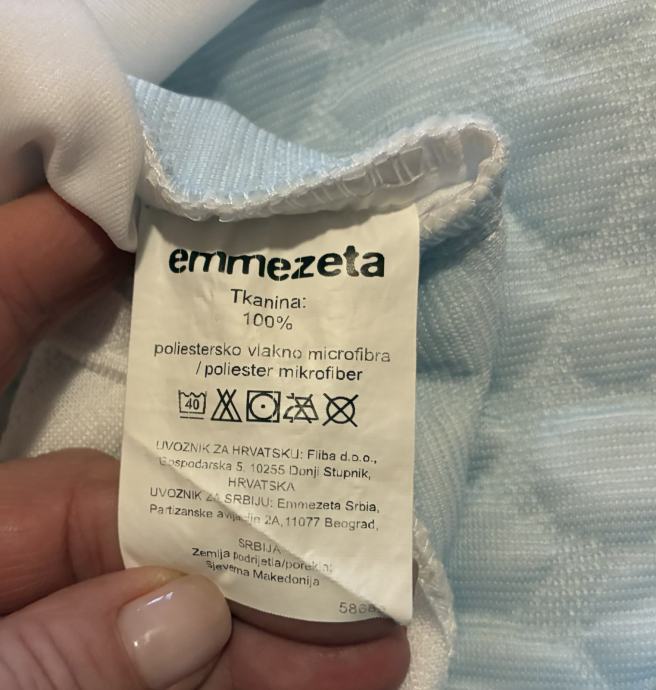 emmezeta
Tkanina:
100%
poliestersko vlakno microfibra
/ poliester mikrofiber
40
UVOZNIK ZA HRVATSKU: Fliba d.o.o.,
Gospodarska 5, 10255 Donji Stupnik,
HRVATSKA
UVOZNIK ZA SRBIJU: Emmezeta Srbia,
Partizanske avijacije 2A, 11077 Beograd,
SRBIJA
Zemlja podrijetla/porekla:
Sjeverna Makedonija